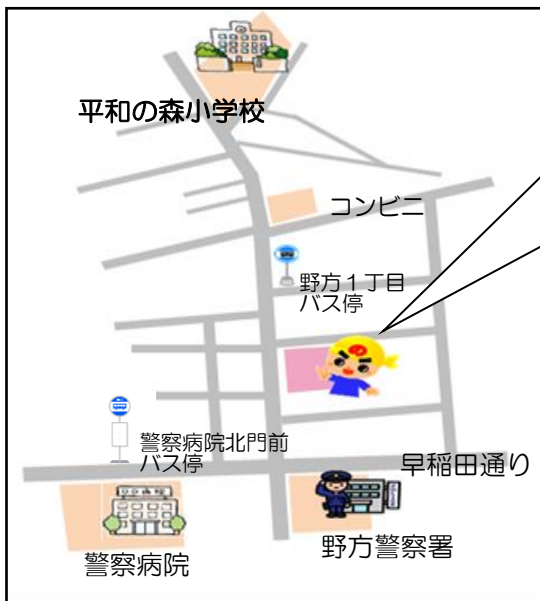 平和の森小学校
コンビニ
野方1丁目
バス停
の
警察病院北門前
バス停
早稲田通り
警察病院
野方警察署